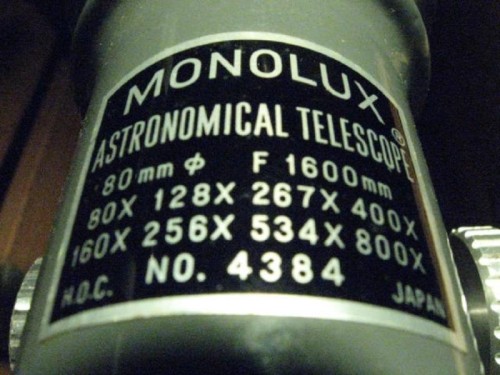 MONOLUX®
ASTRONOMICAL TELESCOPE
80mm φ F 1600mm
80X 128X 267X 400X
160X 256X 534X 800X
NO. 4384
H.O.C. JAPAN